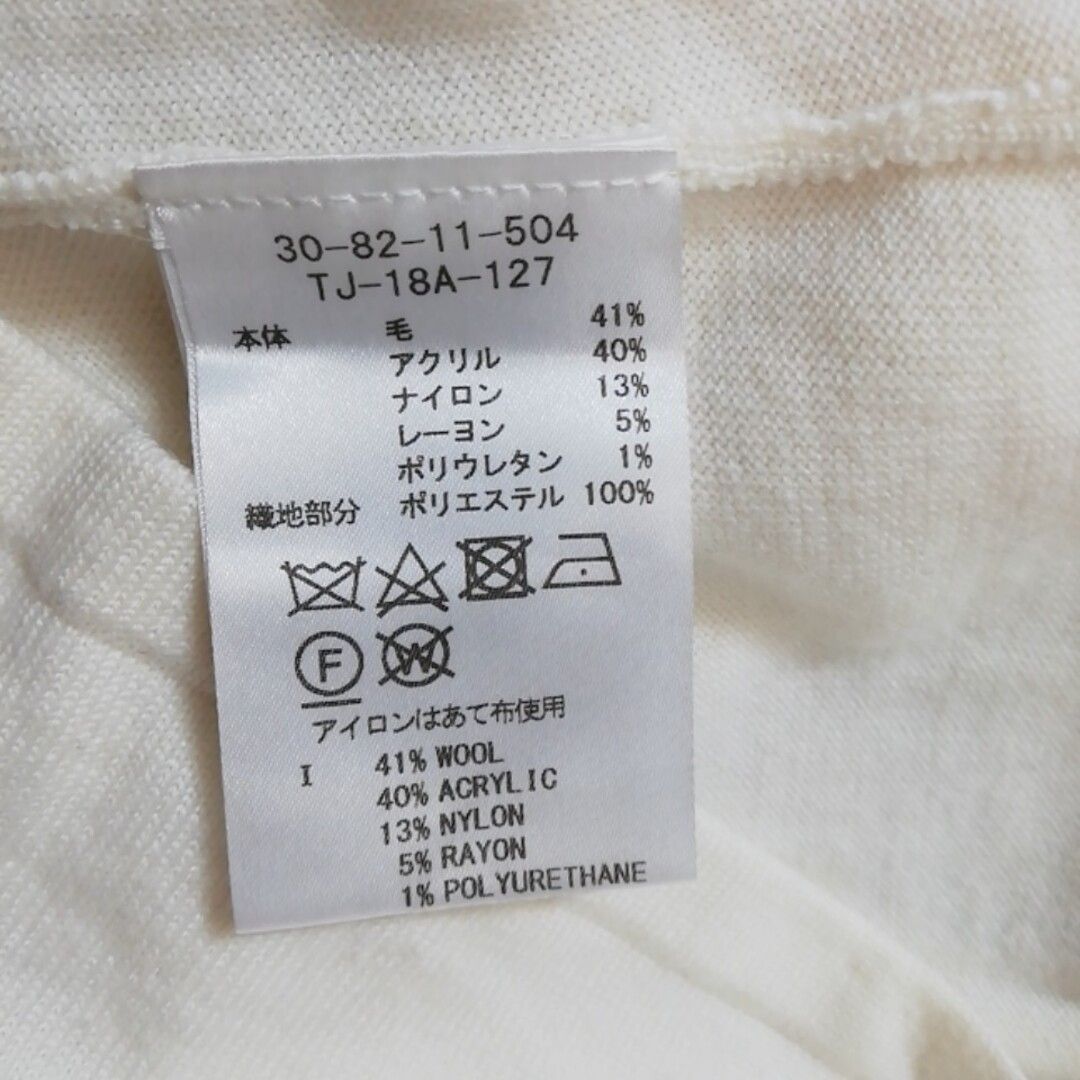 30-82-11-504
TJ-18A-127
本体 毛 41%
アクリル 40%
ナイロン 13%
レーヨン 5%
ポリウレタン 1%
織地部分 ポリエステル 100%
F W
アイロンはあて布使用
I 41% WOOL
40% ACRYLIC
13% NYLON
5% RAYON
1% POLYURETHANE